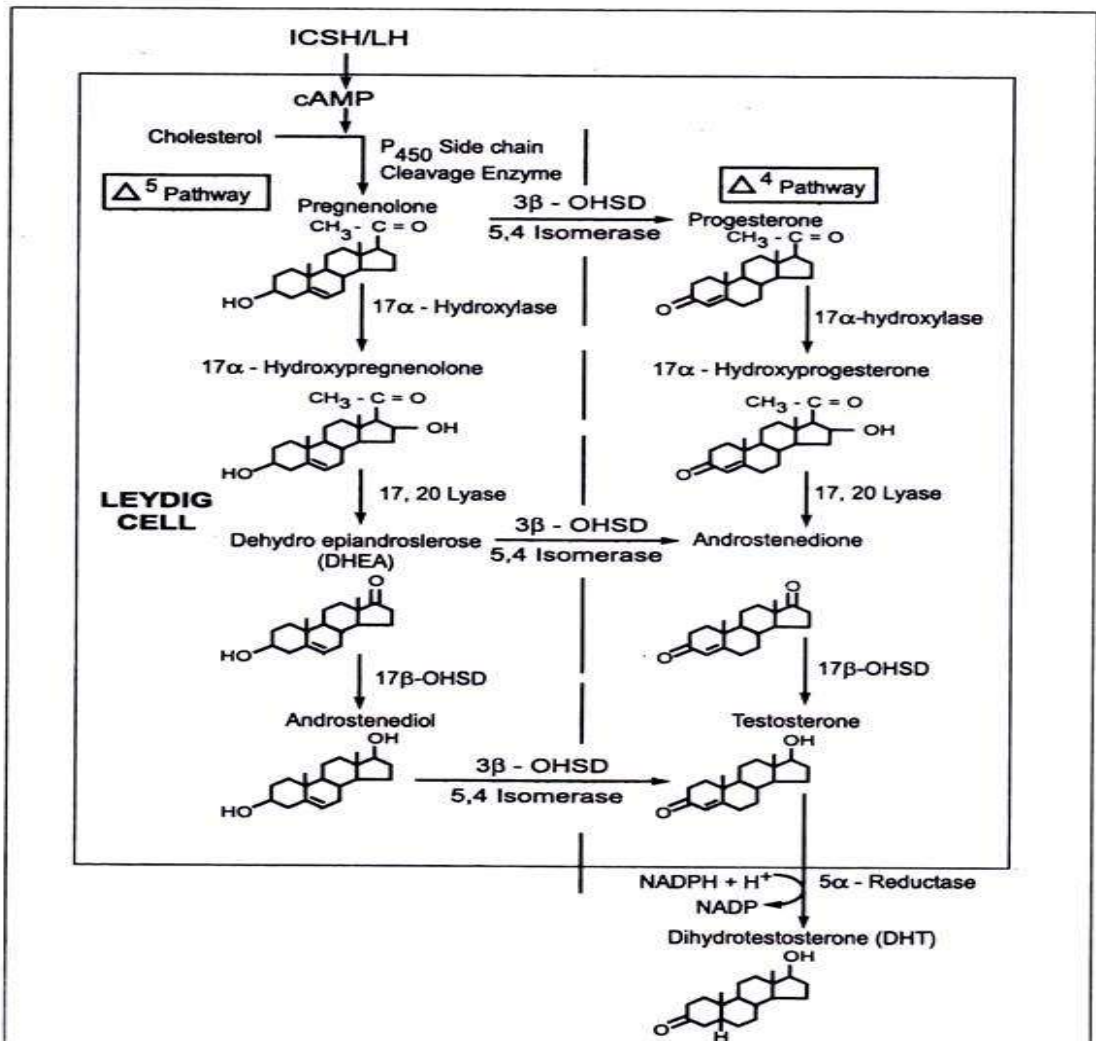 ICSH/LH
cAMP
Cholesterol
P450 Side chain
Cleavage Enzyme
△5 Pathway
△4 Pathway
Pregnenolone
3β - OHSD
5,4 Isomerase
Progesterone
CH3 - C = O
CH3 - C = O
HO
O
17α - Hydroxylase
17α-hydroxylase
17α - Hydroxypregnenolone
17α - Hydroxyprogesterone
CH3 - C = O
CH3 - C = O
OH
OH
HO
O
17, 20 Lyase
17, 20 Lyase
LEYDIG
CELL
Dehydro epiandroslerose
(DHEA)
3β - OHSD
5,4 Isomerase
Androstenedione
O
O
HO
O
17β-OHSD
17β-OHSD
Androstenediol
Testosterone
OH
OH
3β - OHSD
5,4 Isomerase
HO
O
NADPH + H+
5α - Reductase
NADP
Dihydrotestosterone (DHT)
OH
O
H